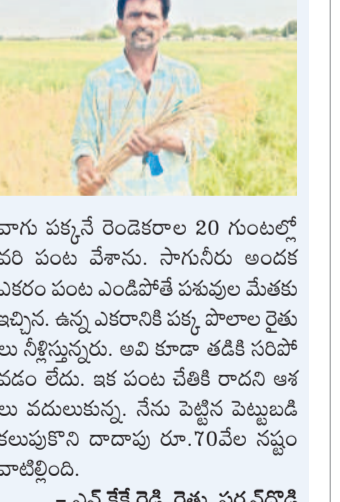 వాగు పక్కనే రెండెకరాల 20 గుంటల్లో
వరి పంట వేశాను. సాగునీరు అందక
ఎకరం పంట ఎండిపోతే పశువుల మేతకు
ఇచ్చిన. ఉన్న ఎకరానికి పక్క పొలాల రైతు
లు నీళ్లిస్తున్నరు. అవి కూడా తడికి సరిపో
వడం లేదు. ఇక పంట చేతికి రాదని ఆశ
లు వదులుకున్న. నేను పెట్టిన పెట్టుబడి
కలుపుకొని దాదాపు రూ.70వేల నష్టం
వాటిల్లింది.
రైతు,